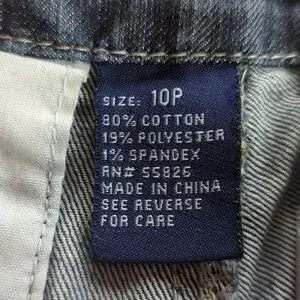 SIZE: 10P
80% COTTON
19% POLYESTER
1% SPANDEX
RN# 55826
MADE IN CHINA
SEE REVERSE
FOR CARE